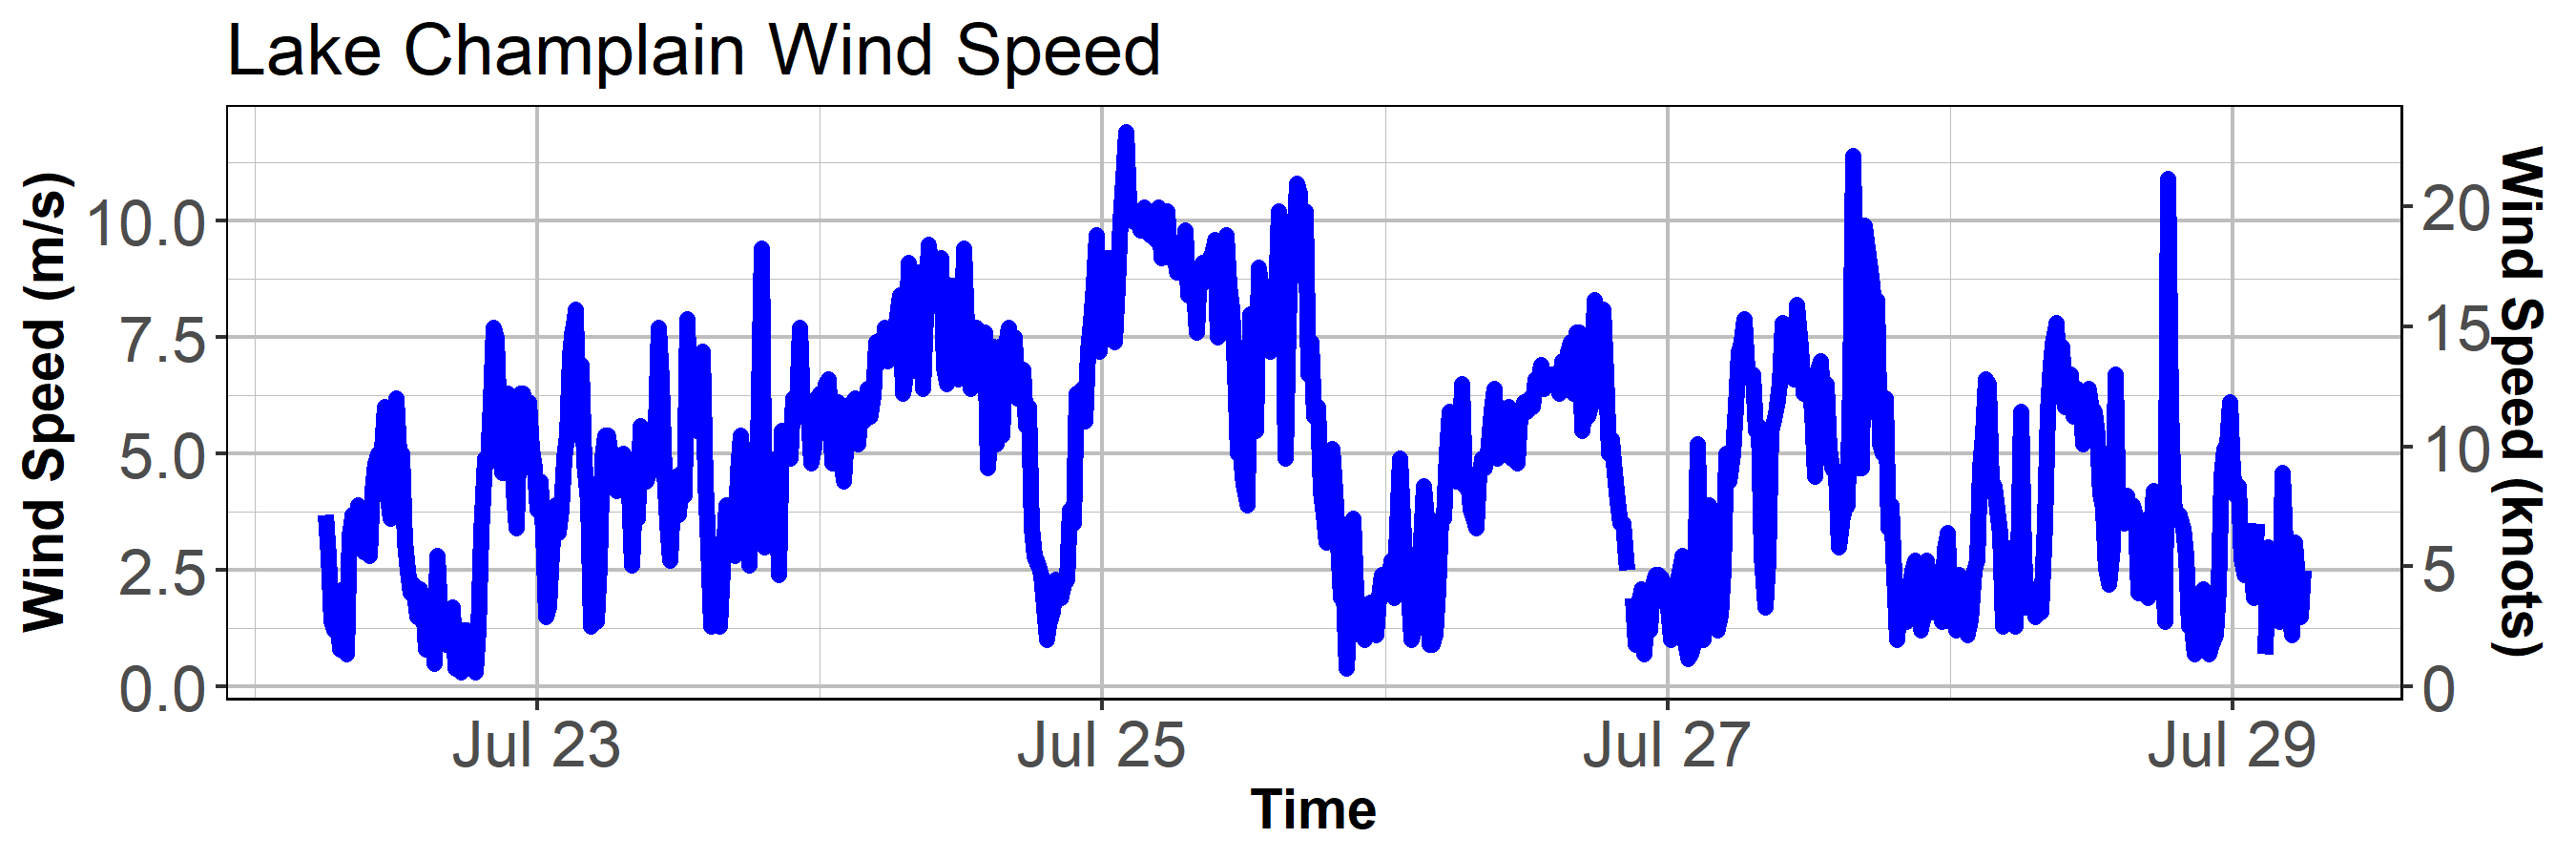 Lake Champlain Wind Speed
Wind Speed (m/s)
10.0
7.5
5.0
2.5
0.0
20
15
10
5
0
Wind Speed (knots)
Jul 23
Jul 25
Jul 27
Jul 29
Time